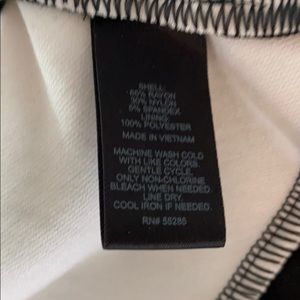 SHELL:
65% RAYON
30% NYLON
5% SPANDEX
LINING:
100% POLYESTER
MADE IN VIETNAM
MACHINE WASH COLD
WITH LIKE COLORS.
GENTLE CYCLE.
ONLY NON-CHLORINE
BLEACH WHEN NEEDED.
LINE DRY.
COOL IRON IF NEEDED.
RN# 55285